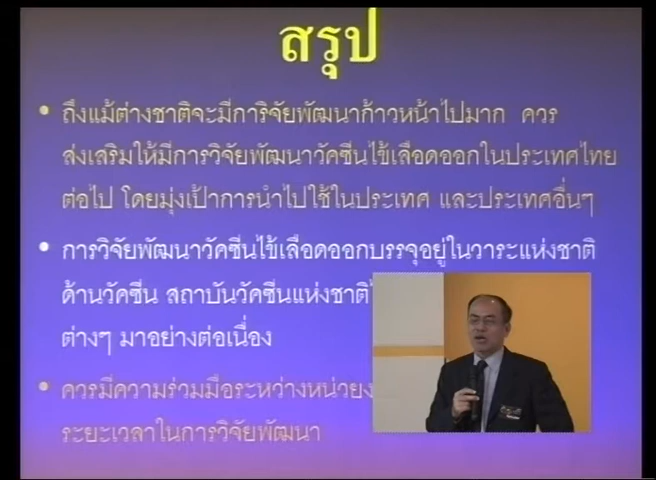 สรุป
• ถึงแม้ต่างชาติจะมีการิจัยพัฒนาก้าวหน้าไปมาก ควร
ส่งเสริมให้มีการวิจัยพัฒนาวัคซีนไข้เลือดออกในประเทศไทย
ต่อไป โดยมุ่งเป้าการนำไปใช้ในประเทศ และประเทศอื่นๆ
• การวิจัยพัฒนาวัคซีนไข้เลือดออกบรรจุอยู่ในวาระแห่งชาติ
ด้านวัคซีน สถาบันวัคซีนแห่งชาติ
ต่างๆ มาอย่างต่อเนื่อง
• ควรมีความร่วมมือระหว่าง
ระยะเวลาในการวิจัยพัฒนา